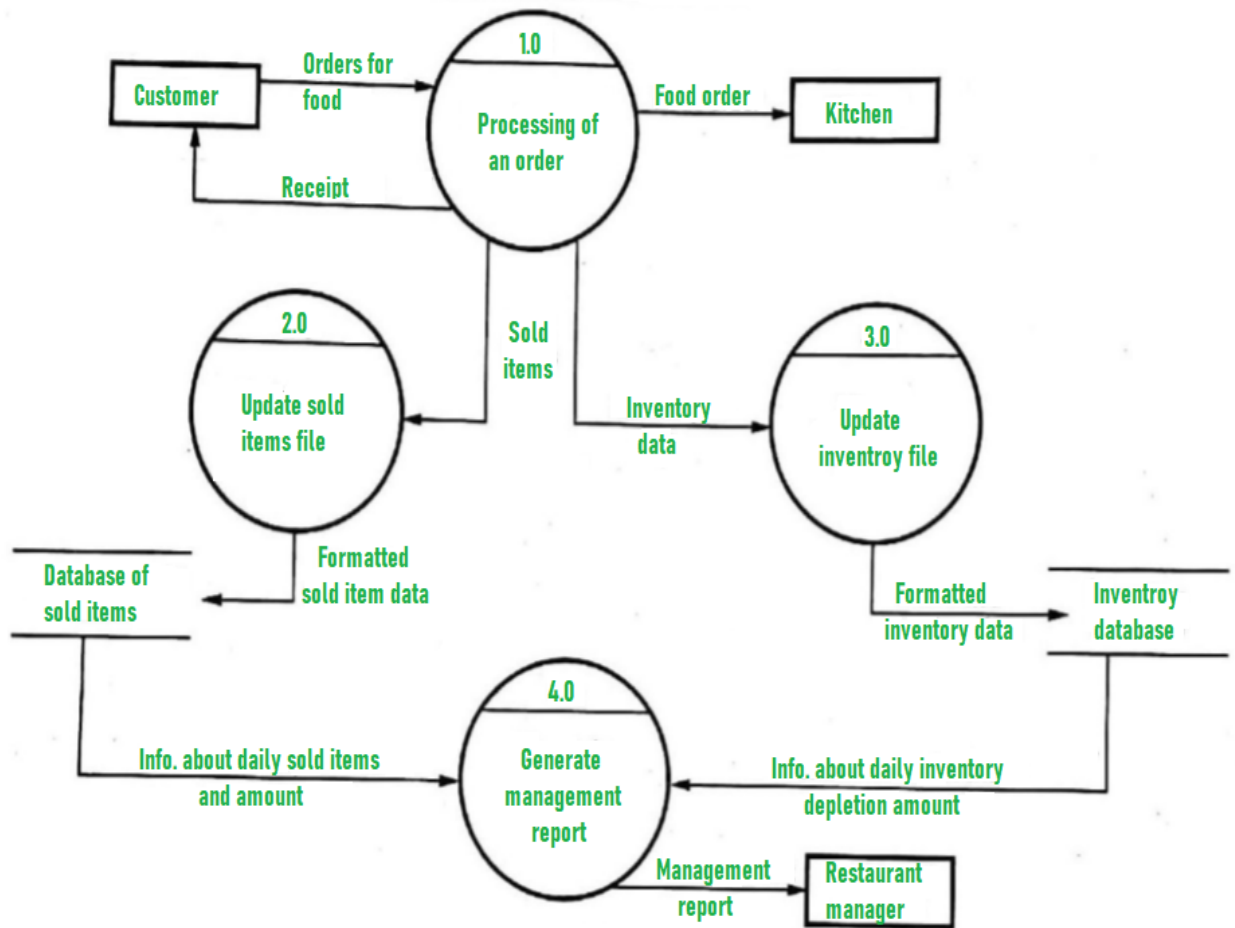 1.0
Orders for
food
Customer
Food order
Kitchen
Processing of
an order
Receipt
2.0
Sold
items
3.0
Update sold
items file
Inventory
data
Update
inventroy file
Formatted
sold item data
Database of
sold items
Formatted
inventory data
Inventroy
database
4.0
Info. about daily sold items
and amount
Generate
management
report
Info. about daily inventory
depletion amount
Management
report
Restaurant
manager